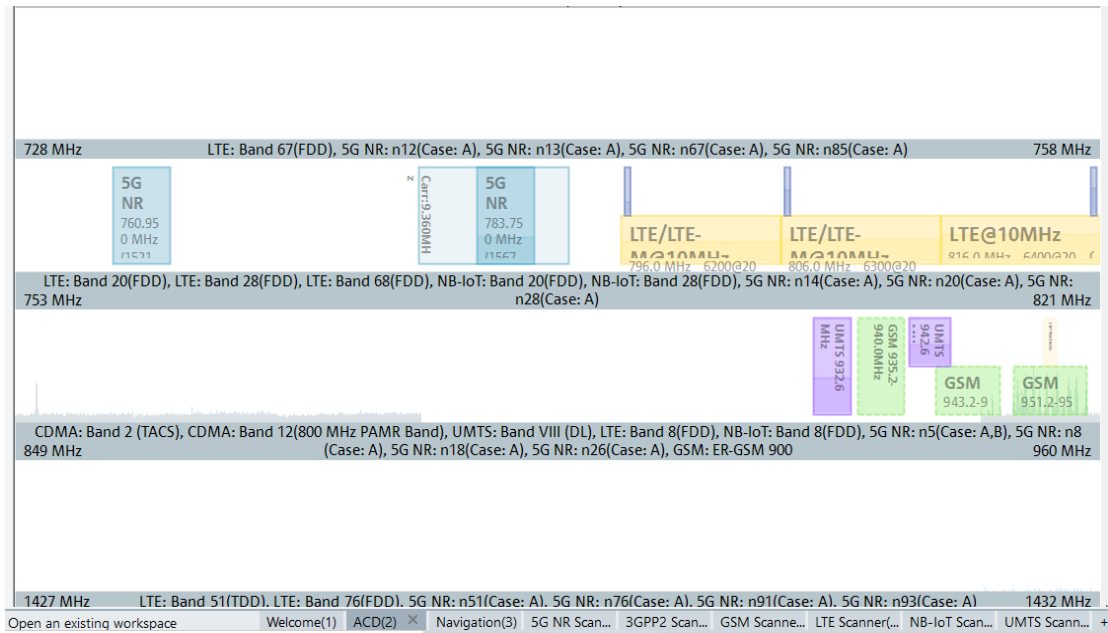 728 MHz LTE: Band 67(FDD), 5G NR: n12(Case: A), 5G NR: n13(Case: A), 5G NR: n67(Case: A), 5G NR: n85(Case: A) 758 MHz
5G
NR
760.95
0 MHz
(1521
z
Carr:9.360MH
5G
NR
783.75
0 MHz
(1567
LTE/LTE-
M@10MHz
796.0 MHz 6200@20
LTE/LTE-
M@10MHz
806.0 MHz 6300@20
LTE@10MHz
816.0 MHz 6400@20 (
LTE: Band 20(FDD), LTE: Band 28(FDD), LTE: Band 68(FDD), NB-IoT: Band 20(FDD), NB-IoT: Band 28(FDD), 5G NR: n14(Case: A), 5G NR: n20(Case: A), 5G NR:
753 MHz n28(Case: A) 821 MHz
UMTS 932.6
MHz
GSM 935.2-
940.0MHz
UMTS
942.6
...
GSM
943.2-9
GSM
951.2-95
CDMA: Band 2 (TACS), CDMA: Band 12(800 MHz PAMR Band), UMTS: Band VIII (DL), LTE: Band 8(FDD), NB-IoT: Band 8(FDD), 5G NR: n5(Case: A,B), 5G NR: n8
849 MHz (Case: A), 5G NR: n18(Case: A), 5G NR: n26(Case: A), GSM: ER-GSM 900 960 MHz
1427 MHz LTE: Band 51(TDD), LTE: Band 76(FDD), 5G NR: n51(Case: A), 5G NR: n76(Case: A), 5G NR: n91(Case: A), 5G NR: n93(Case: A) 1432 MHz
Open an existing workspace Welcome(1) ACD(2) × Navigation(3) 5G NR Scan... 3GPP2 Scan... GSM Scanne... LTE Scanner(... NB-IoT Scan... UMTS Scann... +